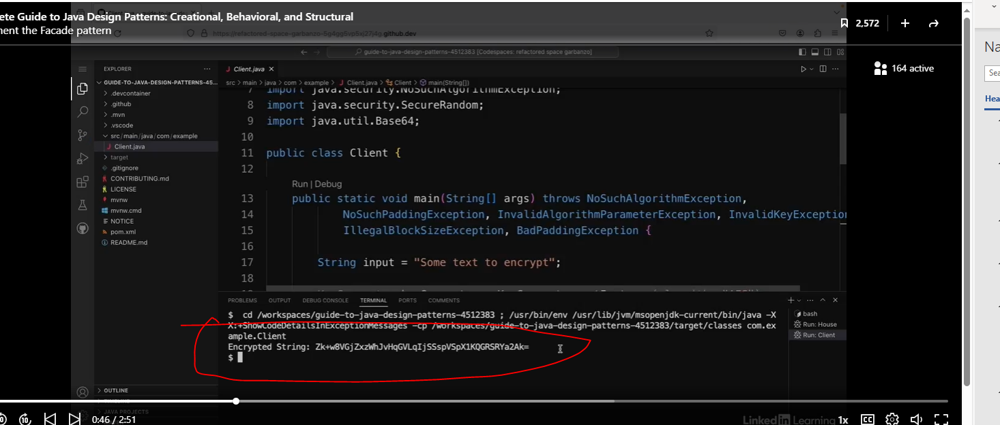 ete Guide to Java Design Patterns: Creational, Behavioral, and Structural
nent the Facade pattern
https://refactored-space-garbanzo-5g4gg5vp5xj27j4g.github.dev
2,572
164 active
guide-to-java-design-patterns-4512383 [Codespaces: refactored space garbanzo]
EXPLORER
GUIDE-TO-JAVA-DESIGN-PATTERNS-45...
.devcontainer
.github
.mvn
.vscode
src/main/java/com/example
Client.java
target
.gitignore
CONTRIBUTING.md
LICENSE
mvnw
mvnw.cmd
NOTICE
pom.xml
README.md
OUTLINE
TIMELINE
JAVA PROJECTS
Client.java
src > main > java > com > example > Client.java > Client > main(String[])
7 import java.security.NoSuchAlgorithmException;
8 import java.security.SecureRandom;
9 import java.util.Base64;
10
11 public class Client {
12
Run | Debug
13 public static void main(String[] args) throws NoSuchAlgorithmException,
14 NoSuchPaddingException, InvalidAlgorithmParameterException, InvalidKeyException
15 IllegalBlockSizeException, BadPaddingException {
16
17 String input = "Some text to encrypt";
18
PROBLEMS OUTPUT DEBUG CONSOLE TERMINAL PORTS COMMENTS
$ cd /workspaces/guide-to-java-design-patterns-4512383 ; /usr/bin/env /usr/lib/jvm/msopenjdk-current/bin/java -X
X:+ShowCodeDetailsInExceptionMessages -cp /workspaces/guide-to-java-design-patterns-4512383/target/classes com.ex
ample.Client
Encrypted String: Zk+w8VGjZxzWhJvHqGVLqIjSSspVSpX1KQGRSRYa2Ak=
$
bash
Run: House
Run: Client
0:46 / 2:51
LinkedIn Learning
1x
CC
Na
Sea
Hea